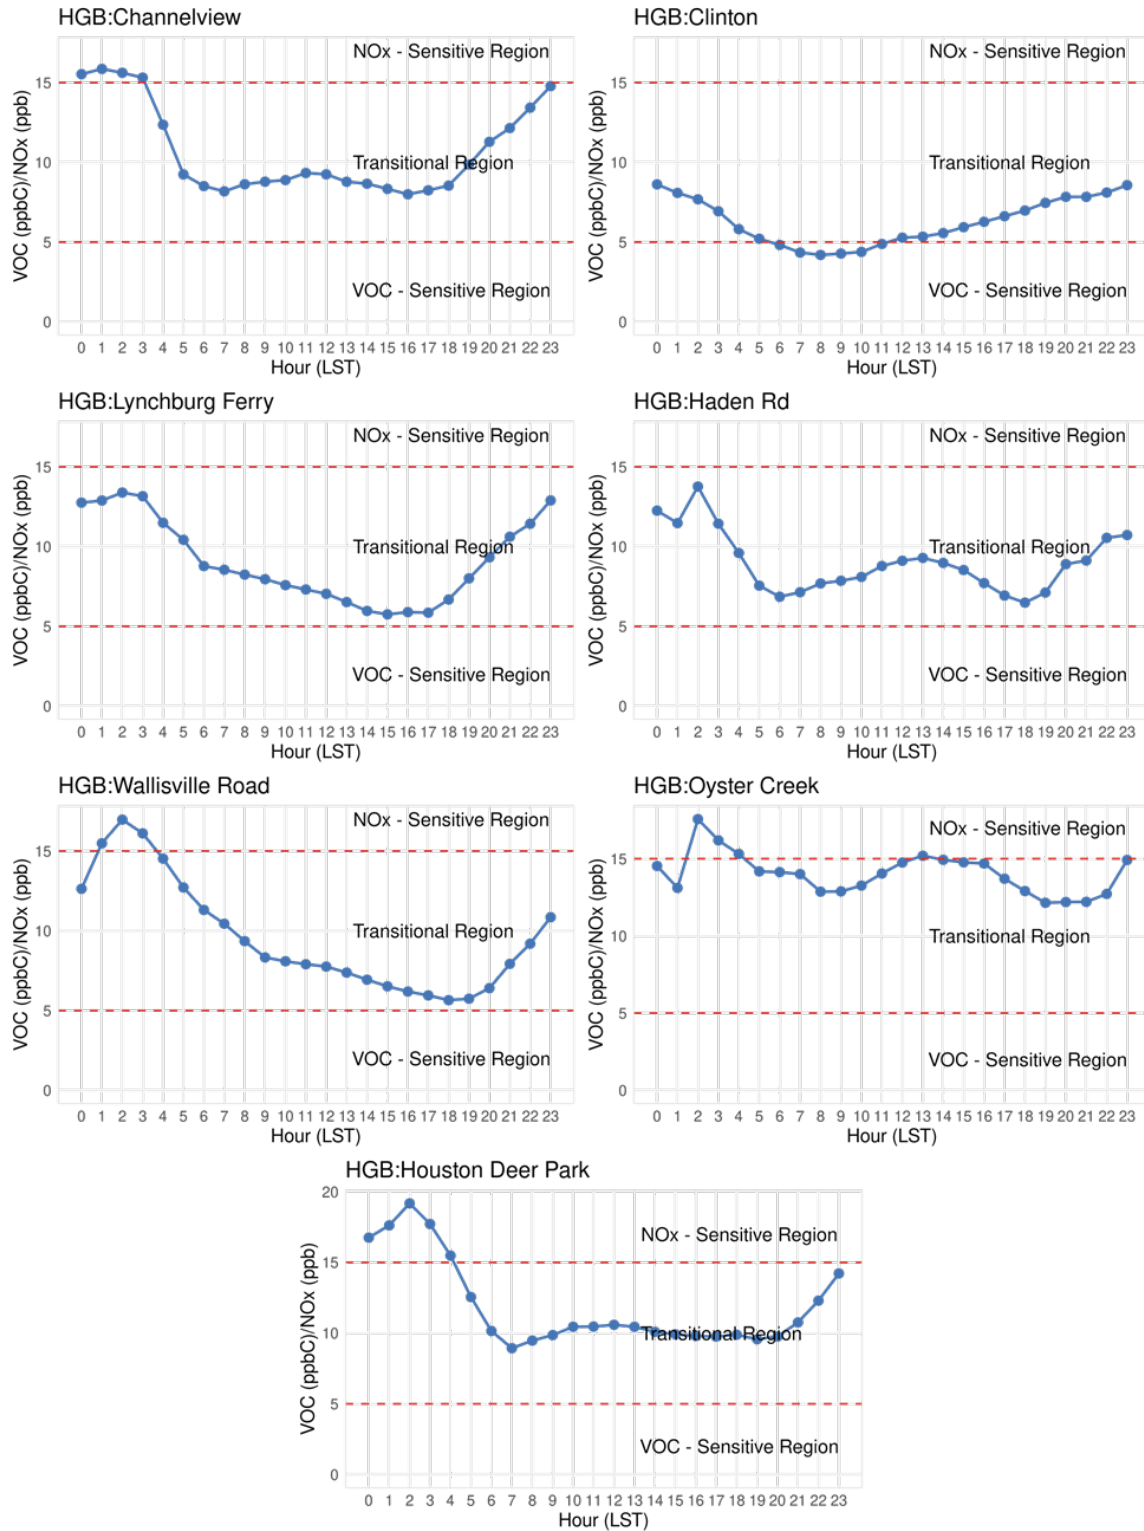 HGB:Channelview
NOx - Sensitive Region
Transitional Region
VOC - Sensitive Region
VOC (ppbC)/NOx (ppb)
15
10
5
0
0 1 2 3 4 5 6 7 8 9 10 11 12 13 14 15 16 17 18 19 20 21 22 23
Hour (LST)
HGB:Clinton
NOx - Sensitive Region
Transitional Region
VOC - Sensitive Region
VOC (ppbC)/NOx (ppb)
15
10
5
0
0 1 2 3 4 5 6 7 8 9 10 11 12 13 14 15 16 17 18 19 20 21 22 23
Hour (LST)
HGB:Lynchburg Ferry
NOx - Sensitive Region
Transitional Region
VOC - Sensitive Region
VOC (ppbC)/NOx (ppb)
15
10
5
0
0 1 2 3 4 5 6 7 8 9 10 11 12 13 14 15 16 17 18 19 20 21 22 23
Hour (LST)
HGB:Haden Rd
NOx - Sensitive Region
Transitional Region
VOC - Sensitive Region
VOC (ppbC)/NOx (ppb)
15
10
5
0
0 1 2 3 4 5 6 7 8 9 10 11 12 13 14 15 16 17 18 19 20 21 22 23
Hour (LST)
HGB:Wallisville Road
NOx - Sensitive Region
Transitional Region
VOC - Sensitive Region
VOC (ppbC)/NOx (ppb)
15
10
5
0
0 1 2 3 4 5 6 7 8 9 10 11 12 13 14 15 16 17 18 19 20 21 22 23
Hour (LST)
HGB:Oyster Creek
NOx - Sensitive Region
Transitional Region
VOC - Sensitive Region
VOC (ppbC)/NOx (ppb)
15
10
5
0
0 1 2 3 4 5 6 7 8 9 10 11 12 13 14 15 16 17 18 19 20 21 22 23
Hour (LST)
HGB:Houston Deer Park
NOx - Sensitive Region
Transitional Region
VOC - Sensitive Region
VOC (ppbC)/NOx (ppb)
20
15
10
5
0
0 1 2 3 4 5 6 7 8 9 10 11 12 13 14 15 16 17 18 19 20 21 22 23
Hour (LST)